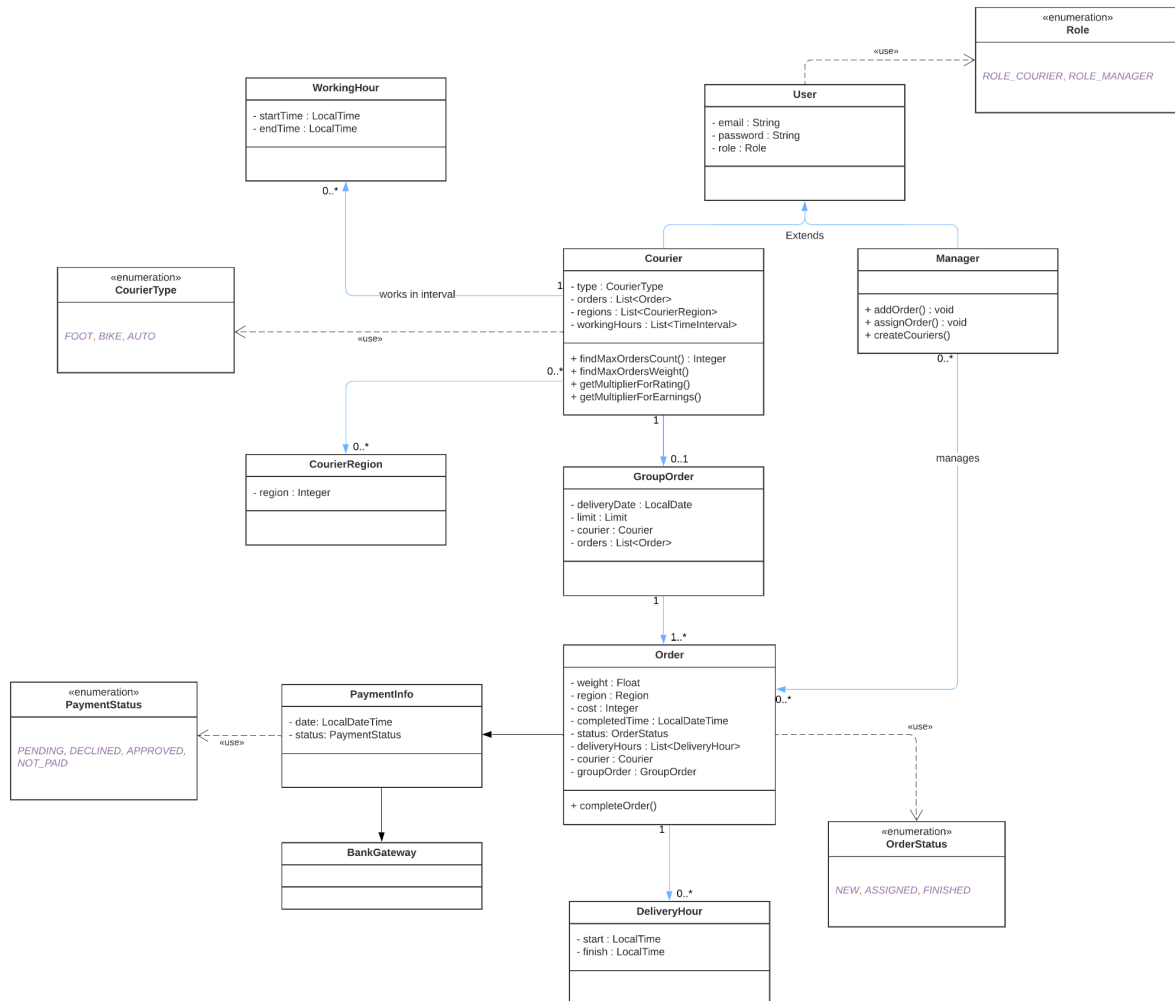 «enumeration»
Role
ROLE_COURIER, ROLE_MANAGER
«use»
WorkingHour
- startTime : LocalTime
- endTime : LocalTime
User
- email : String
- password : String
- role : Role
0..*
Extends
«enumeration»
CourierType
FOOT, BIKE, AUTO
works in interval
1
«use»
0..*
Courier
- type : CourierType
- orders : List<Order>
- regions : List<CourierRegion>
- workingHours : List<TimeInterval>
+ findMaxOrdersCount() : Integer
+ findMaxOrdersWeight()
+ getMultiplierForRating()
+ getMultiplierForEarnings()
Manager
+ addOrder() : void
+ assignOrder() : void
+ createCouriers()
0..*
manages
0..*
CourierRegion
- region : Integer
1
0..1
GroupOrder
- deliveryDate : LocalDate
- limit : Limit
- courier : Courier
- orders : List<Order>
1
1..*
Order
- weight : Float
- region : Region
- cost : Integer
- completedTime : LocalDateTime
- status: OrderStatus
- deliveryHours : List<DeliveryHour>
- courier : Courier
- groupOrder : GroupOrder
+ completeOrder()
0..*
«enumeration»
PaymentStatus
PENDING, DECLINED, APPROVED,
NOT_PAID
«use»
PaymentInfo
- date: LocalDateTime
- status: PaymentStatus
BankGateway
«use»
«enumeration»
OrderStatus
NEW, ASSIGNED, FINISHED
1
0..*
DeliveryHour
- start : LocalTime
- finish : LocalTime